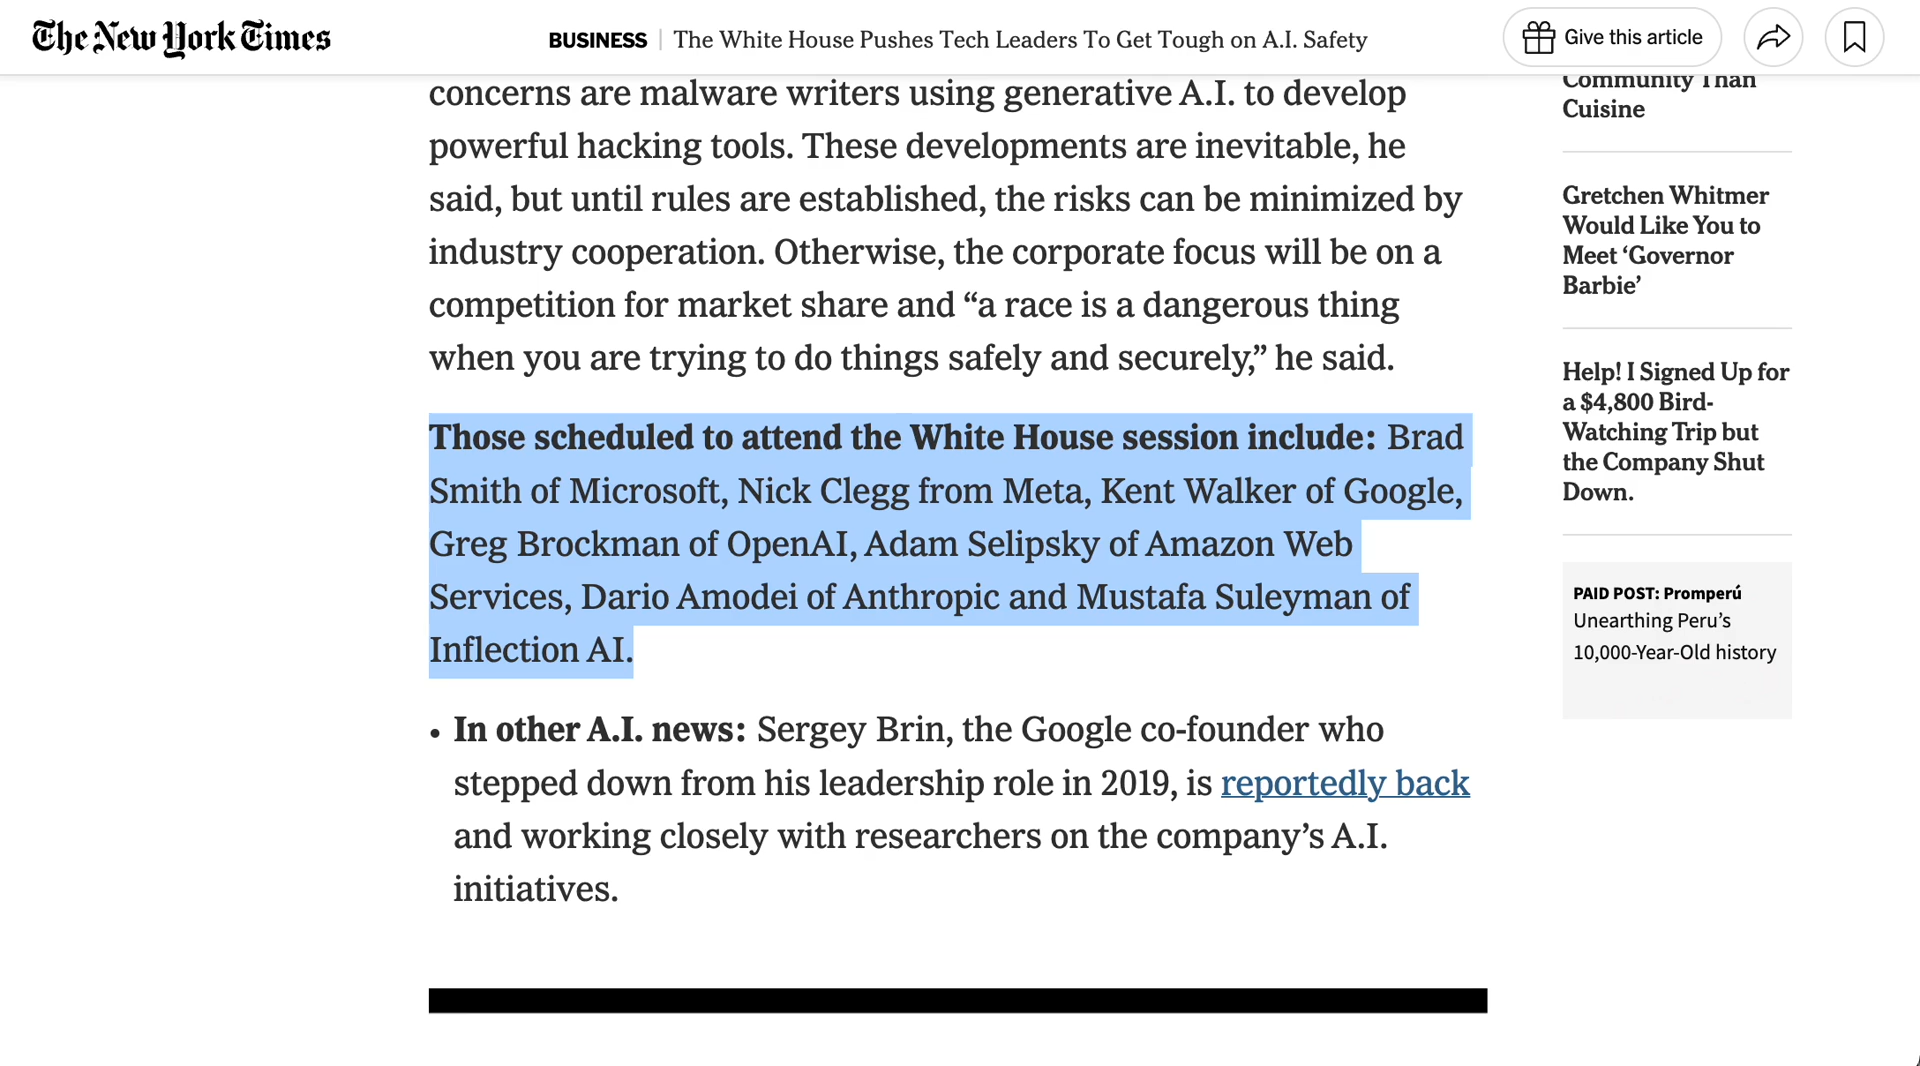 The New York Times
BUSINESS | The White House Pushes Tech Leaders To Get Tough on A.I. Safety
Give this article
concerns are malware writers using generative A.I. to develop
powerful hacking tools. These developments are inevitable, he
said, but until rules are established, the risks can be minimized by
industry cooperation. Otherwise, the corporate focus will be on a
competition for market share and “a race is a dangerous thing
when you are trying to do things safely and securely,” he said.
Those scheduled to attend the White House session include: Brad
Smith of Microsoft, Nick Clegg from Meta, Kent Walker of Google,
Greg Brockman of OpenAI, Adam Selipsky of Amazon Web
Services, Dario Amodei of Anthropic and Mustafa Suleyman of
Inflection AI.
• In other A.I. news: Sergey Brin, the Google co-founder who
stepped down from his leadership role in 2019, is reportedly back
and working closely with researchers on the company’s A.I.
initiatives.
Community Than
Cuisine
Gretchen Whitmer
Would Like You to
Meet ‘Governor
Barbie’
Help! I Signed Up for
a $4,800 Bird-
Watching Trip but
the Company Shut
Down.
PAID POST: Promperú
Unearthing Peru’s
10,000-Year-Old history